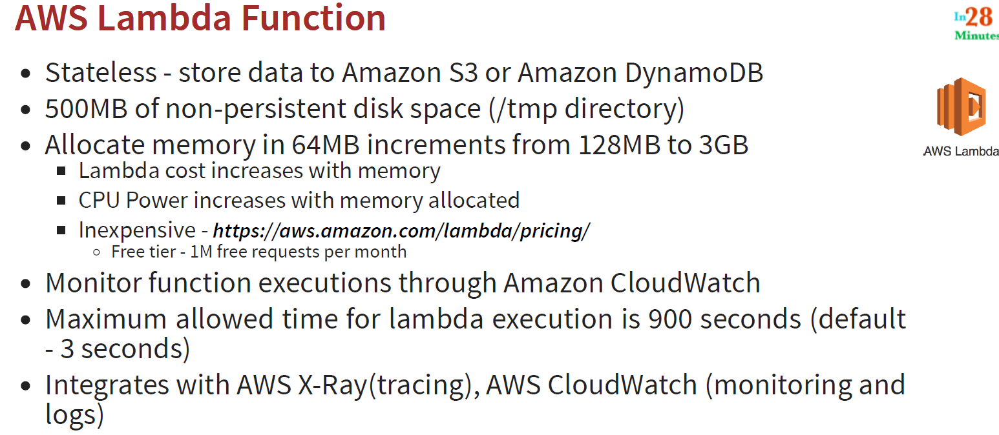 AWS Lambda Function
In28
Minutes
Stateless - store data to Amazon S3 or Amazon DynamoDB
500MB of non-persistent disk space (/tmp directory)
Allocate memory in 64MB increments from 128MB to 3GB
Lambda cost increases with memory
CPU Power increases with memory allocated
Inexpensive - https://aws.amazon.com/lambda/pricing/
Free tier - 1M free requests per month
AWS Lambda
Monitor function executions through Amazon CloudWatch
Maximum allowed time for lambda execution is 900 seconds (default
- 3 seconds)
Integrates with AWS X-Ray(tracing), AWS CloudWatch (monitoring and
logs)